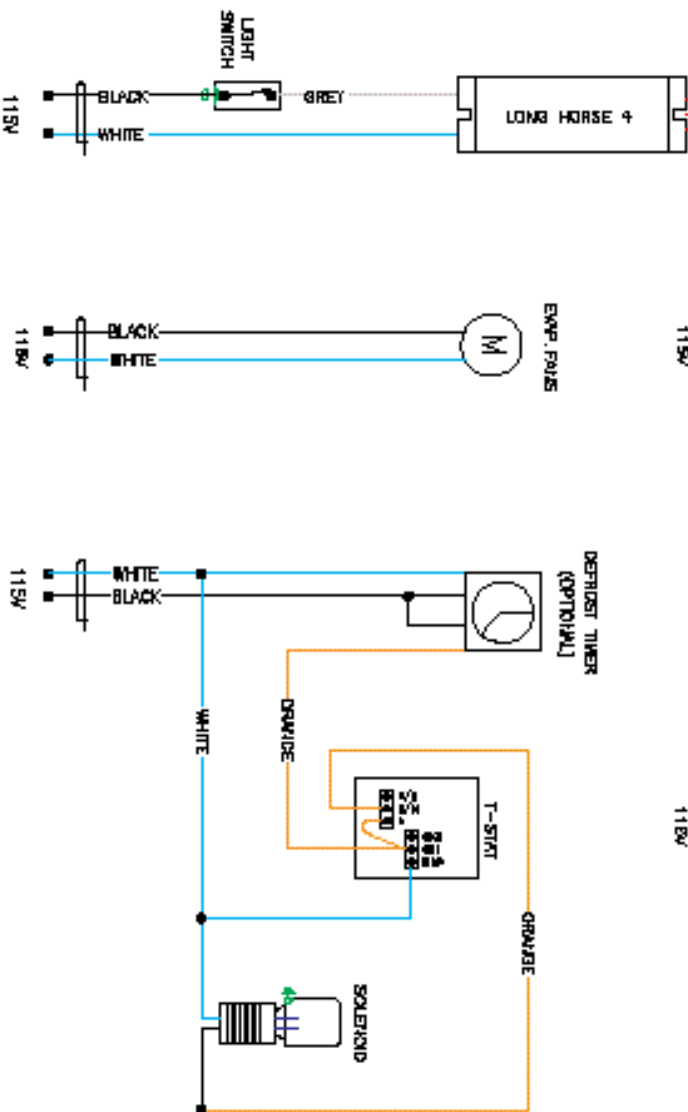 LIGHT
SWITCH
115V
BLACK
GREY
LONG HORSE 4
WHITE
EVAP. FANS
115V
BLACK
M
WHITE
115V
DEFROST TIMER
(OPTIONAL)
115V
WHITE
BLACK
WHITE
ORANGE
T-STAT
115V
ORANGE
SOLENOID